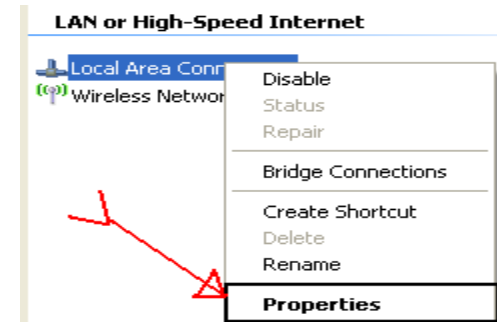 LAN or High-Speed Internet
Local Area Conn
Wireless Networ
Disable
Status
Repair
Bridge Connections
Create Shortcut
Delete
Rename
Properties